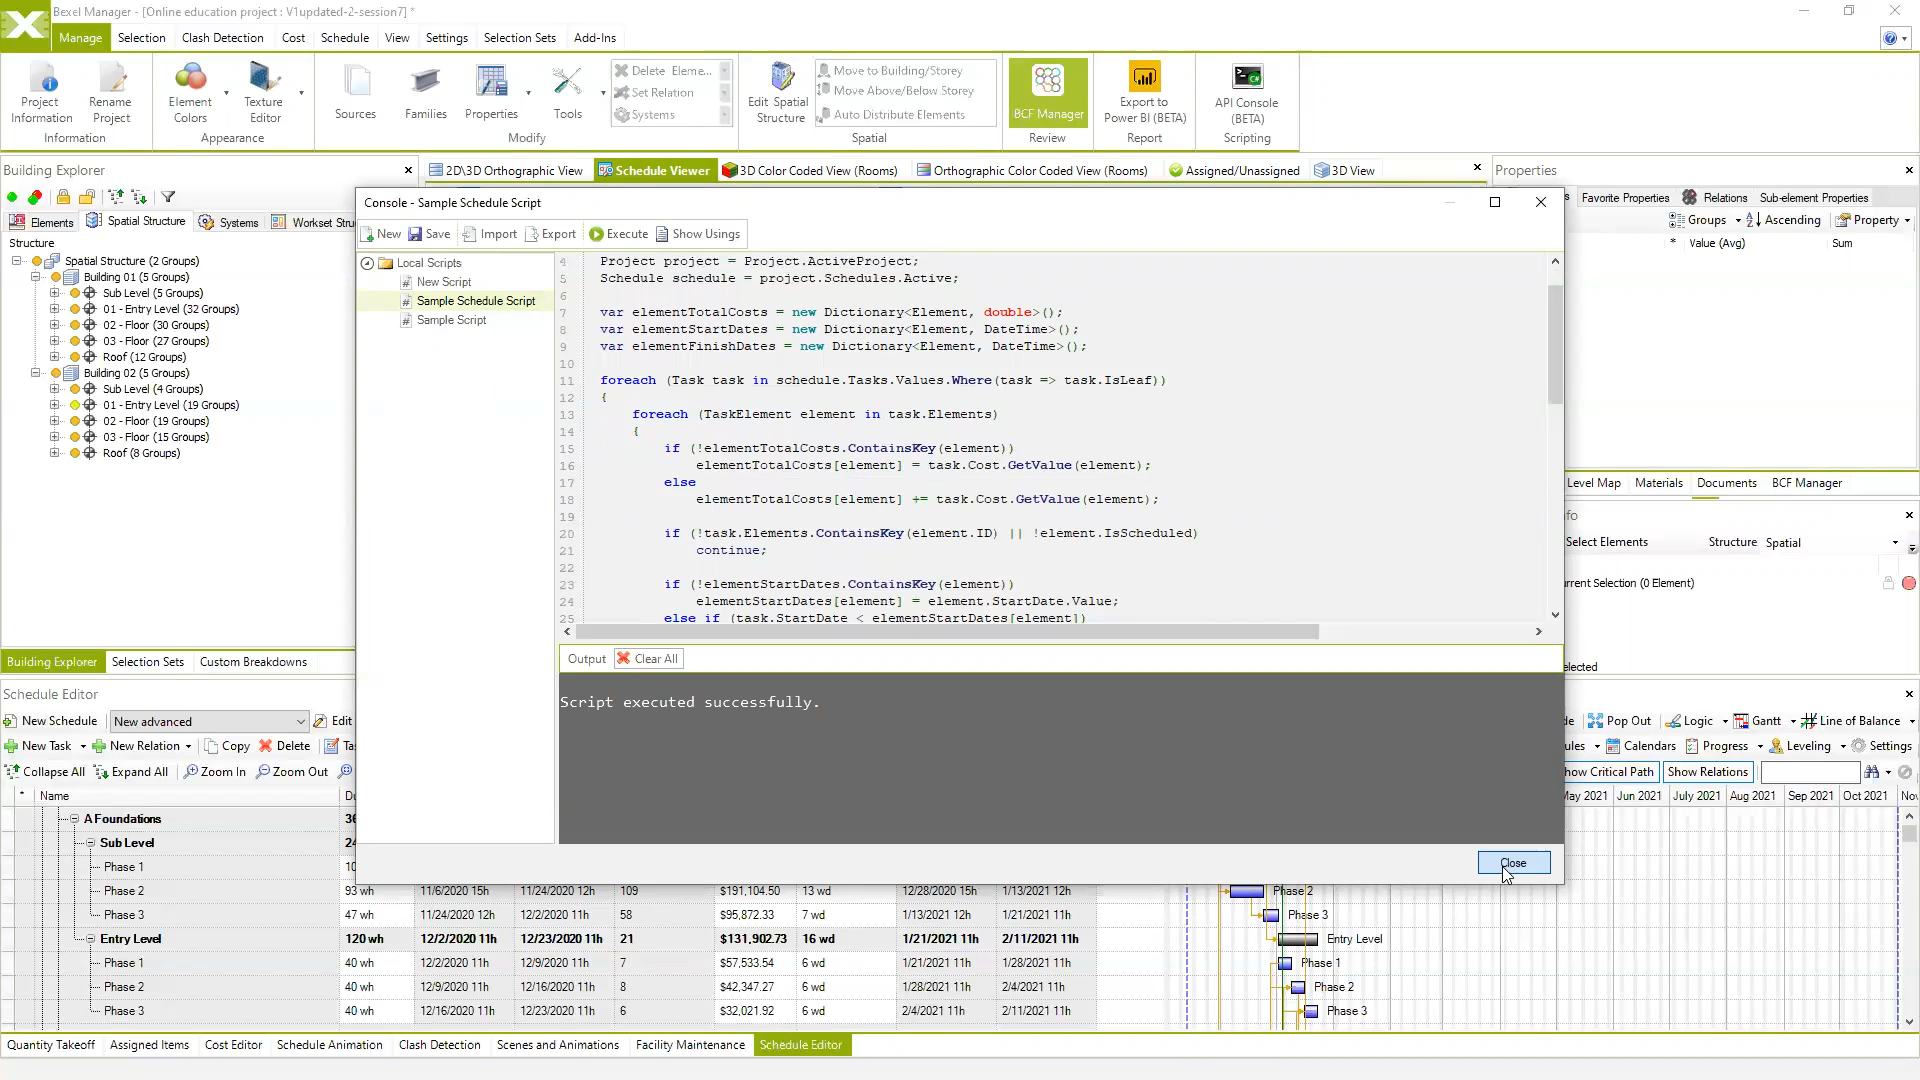 Bexel Manager - [Online education project : V1updated-2-session7] *
Manage Selection Clash Detection Cost Schedule View Settings Selection Sets Add-Ins
Project Information
Rename Project
Information
Element Colors
Texture Editor
Appearance
Sources
Families
Properties
Tools
Delete Eleme...
Set Relation
Systems
Modify
Edit Spatial Structure
Move to Building/Storey
Move Above/Below Storey
Auto Distribute Elements
Spatial
BCF Manager
Review
Export to Power BI (BETA)
Report
API Console (BETA)
Scripting
Building Explorer
2D\3D Orthographic View Schedule Viewer 3D Color Coded View (Rooms) Orthographic Color Coded View (Rooms) Assigned/Unassigned 3D View
Properties
Elements Spatial Structure Systems Workset Stru
Structure
Spatial Structure (2 Groups)
Building 01 (5 Groups)
Sub Level (5 Groups)
01 - Entry Level (32 Groups)
02 - Floor (30 Groups)
03 - Floor (27 Groups)
Roof (12 Groups)
Building 02 (5 Groups)
Sub Level (4 Groups)
01 - Entry Level (19 Groups)
02 - Floor (19 Groups)
03 - Floor (15 Groups)
Roof (8 Groups)
Building Explorer Selection Sets Custom Breakdowns
Console - Sample Schedule Script
New Save Import Export Execute Show Usings
Local Scripts
New Script
Sample Schedule Script
Sample Script
4 Project project = Project.ActiveProject;
5 Schedule schedule = project.Schedules.Active;
6
7 var elementTotalCosts = new Dictionary<Element, double>();
8 var elementStartDates = new Dictionary<Element, DateTime>();
9 var elementFinishDates = new Dictionary<Element, DateTime>();
10
11 foreach (Task task in schedule.Tasks.Values.Where(task => task.IsLeaf))
12 {
13 foreach (TaskElement element in task.Elements)
14 {
15 if (!elementTotalCosts.ContainsKey(element))
16 elementTotalCosts[element] = task.Cost.GetValue(element);
17 else
18 elementTotalCosts[element] += task.Cost.GetValue(element);
19
20 if (!task.Elements.ContainsKey(element.ID) || !element.IsScheduled)
21 continue;
22
23 if (!elementStartDates.ContainsKey(element))
24 elementStartDates[element] = element.StartDate.Value;
25 else if (task.StartDate < elementStartDates[element])
Output Clear All
Script executed successfully.
Close
Favorite Properties Relations Sub-element Properties
Groups Ascending Property
* Value (Avg) Sum
Level Map Materials Documents BCF Manager
fo
Select Elements Structure Spatial
urrent Selection (0 Element)
elected
Schedule Editor
New Schedule New advanced Edit
de Pop Out Logic Gantt Line of Balance
New Task New Relation Copy Delete Ta
ules Calendars Progress Leveling Settings
Collapse All Expand All Zoom In Zoom Out
how Critical Path Show Relations
* Name Du
May 2021 Jun 2021 July 2021 Aug 2021 Sep 2021 Oct 2021 Nov
A Foundations 36
Sub Level 24
Phase 1 10
Phase 2 93 wh 11/6/2020 15h 11/24/2020 12h 109 $191,104.50 13 wd 12/28/2020 15h 1/13/2021 12h Phase 2
Phase 3 47 wh 11/24/2020 12h 12/2/2020 11h 58 $95,872.33 7 wd 1/13/2021 12h 1/21/2021 11h Phase 3
Entry Level 120 wh 12/2/2020 11h 12/23/2020 11h 21 $131,902.73 16 wd 1/21/2021 11h 2/11/2021 11h Entry Level
Phase 1 40 wh 12/2/2020 11h 12/9/2020 11h 7 $57,533.54 6 wd 1/21/2021 11h 1/28/2021 11h Phase 1
Phase 2 40 wh 12/9/2020 11h 12/16/2020 11h 8 $42,347.27 6 wd 1/28/2021 11h 2/4/2021 11h Phase 2
Phase 3 40 wh 12/16/2020 11h 12/23/2020 11h 6 $32,021.92 6 wd 2/4/2021 11h 2/11/2021 11h Phase 3
Quantity Takeoff Assigned Items Cost Editor Schedule Animation Clash Detection Scenes and Animations Facility Maintenance Schedule Editor